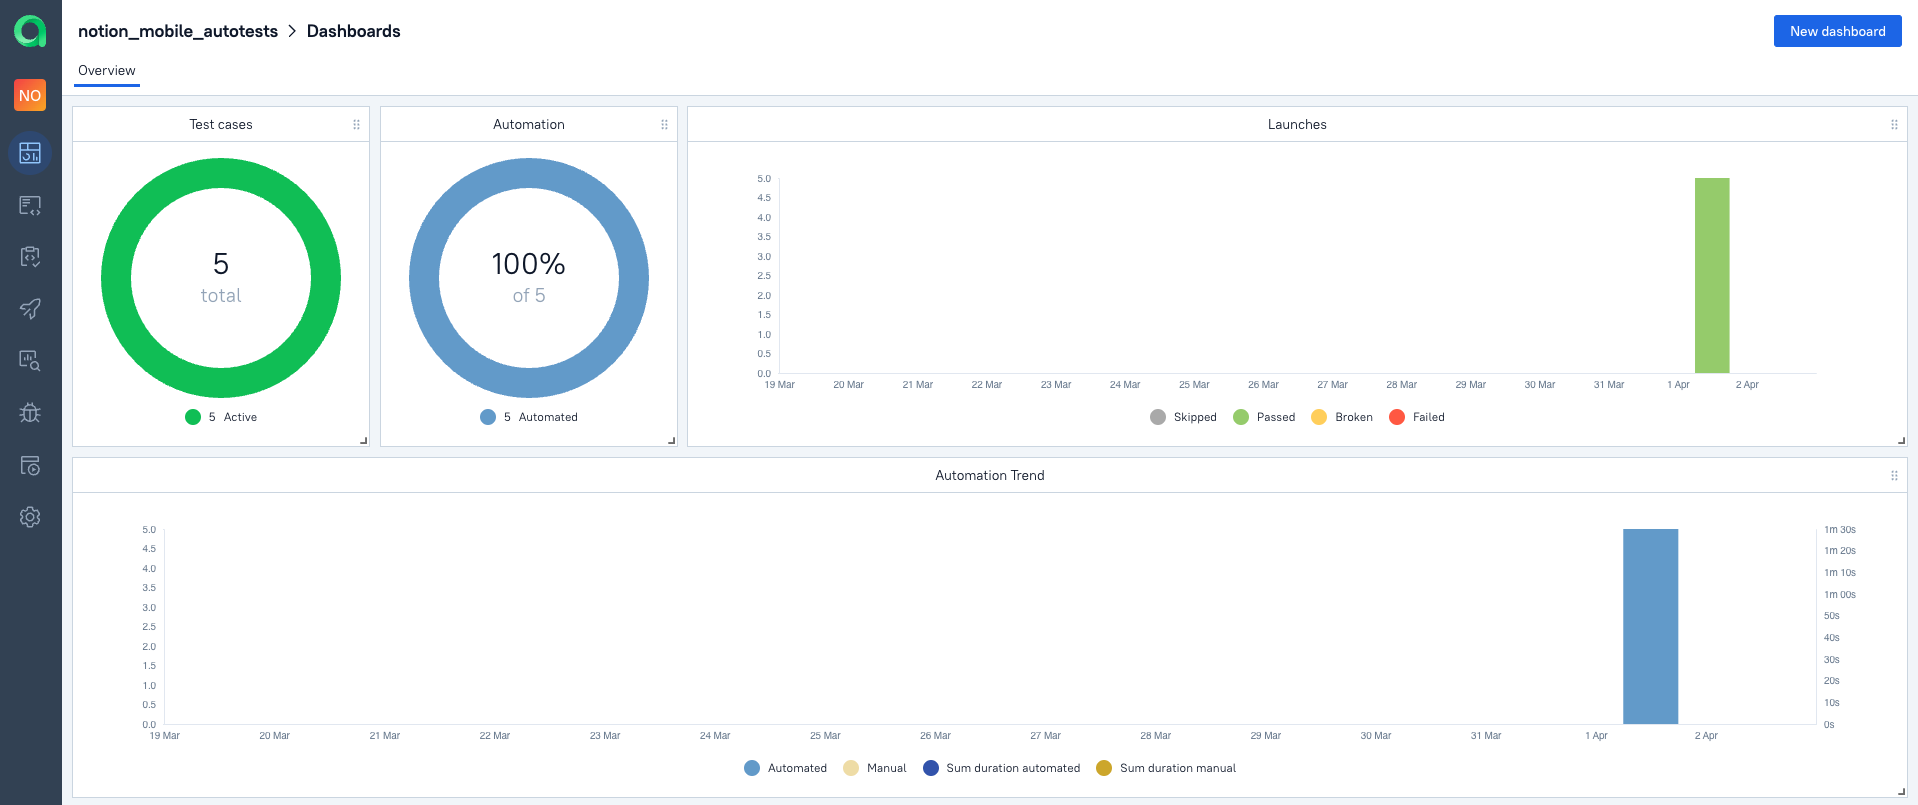 notion_mobile_autotests > Dashboards
New dashboard
NO
Overview
Test cases
5
total
5 Active
Automation
100%
of 5
5 Automated
Launches
5.0
4.5
4.0
3.5
3.0
2.5
2.0
1.5
1.0
0.5
0.0
19 Mar 20 Mar 21 Mar 22 Mar 23 Mar 24 Mar 25 Mar 26 Mar 27 Mar 28 Mar 29 Mar 30 Mar 31 Mar 1 Apr 2 Apr
Skipped Passed Broken Failed
Automation Trend
5.0
4.5
4.0
3.5
3.0
2.5
2.0
1.5
1.0
0.5
0.0
1m 30s
1m 20s
1m 10s
1m 00s
50s
40s
30s
20s
10s
0s
19 Mar 20 Mar 21 Mar 22 Mar 23 Mar 24 Mar 25 Mar 26 Mar 27 Mar 28 Mar 29 Mar 30 Mar 31 Mar 1 Apr 2 Apr
Automated Manual Sum duration automated Sum duration manual